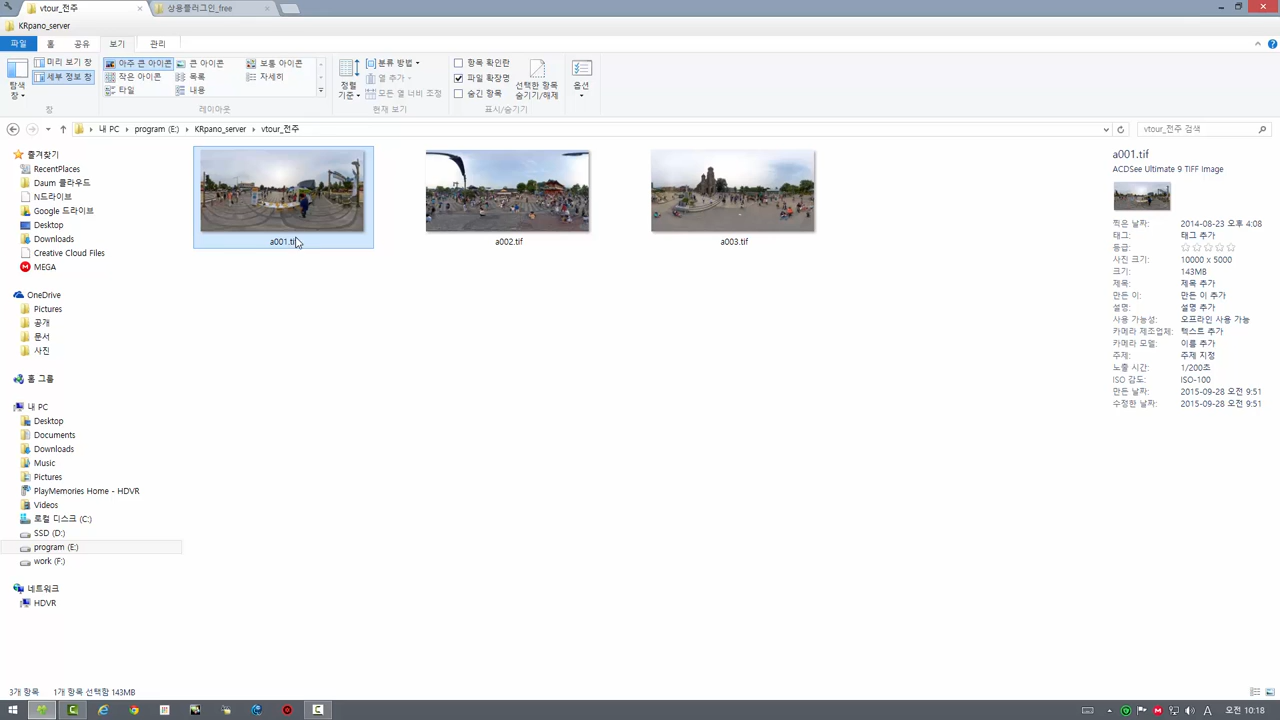 vtour_전주
상용플러그인_free
KRpano_server
파일
홈
공유
보기
관리
탐색 창
미리 보기 창
세부 정보 창
창
아주 큰 아이콘
큰 아이콘
보통 아이콘
작은 아이콘
목록
자세히
타일
내용
레이아웃
정렬 기준
분류 방법
열 추가
모든 열 너비 조정
현재 보기
항목 확인란
파일 확장명
숨긴 항목
선택한 항목 숨기기/해제
표시/숨기기
옵션
내 PC
program (E:)
KRpano_server
vtour_전주
vtour_전주 검색
즐겨찾기
RecentPlaces
Daum 클라우드
N드라이브
Google 드라이브
Desktop
Downloads
Creative Cloud Files
MEGA
OneDrive
Pictures
공개
문서
사진
홈 그룹
내 PC
Desktop
Documents
Downloads
Music
Pictures
PlayMemories Home - HDVR
Videos
로컬 디스크 (C:)
SSD (D:)
program (E:)
work (F:)
네트워크
HDVR
a001.tif
a002.tif
a003.tif
a001.tif
ACDSee Ultimate 9 TIFF Image
찍은 날짜: 2014-08-23 오후 4:08
태그: 태그 추가
등급:
사진 크기: 10000 x 5000
크기: 143MB
제목: 제목 추가
만든 이: 만든 이 추가
설명: 설명 추가
사용 가능성: 오프라인 사용 가능
카메라 제조업체: 텍스트 추가
카메라 모델: 이름 추가
주제: 주제 지정
노출 시간: 1/200초
ISO 감도: ISO-100
만든 날짜: 2015-09-28 오전 9:51
수정한 날짜: 2015-09-28 오전 9:51
3개 항목
1개 항목 선택함 143MB
A
오전 10:18